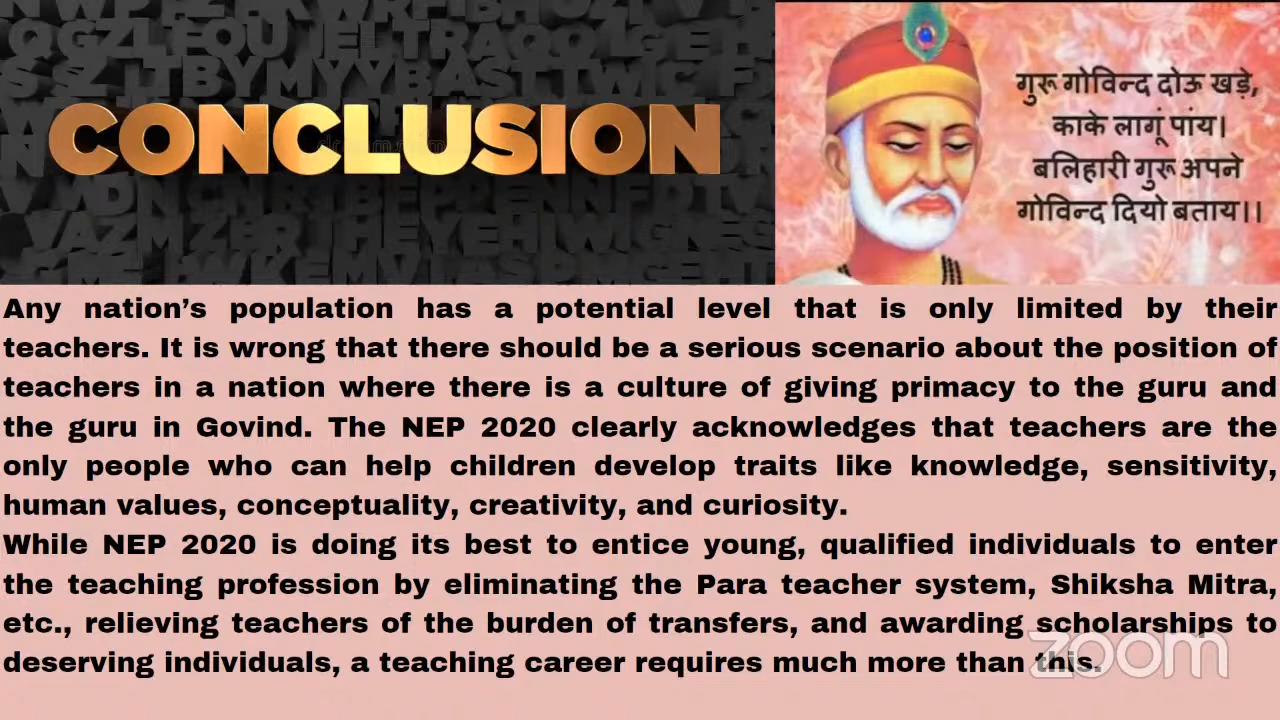 CONCLUSION
गुरू गोविन्द दोऊ खड़े,
काके लागूं पांय।
बलिहारी गुरू अपने
गोविन्द दियो बताय।।
Any nation’s population has a potential level that is only limited by their
teachers. It is wrong that there should be a serious scenario about the position of
teachers in a nation where there is a culture of giving primacy to the guru and
the guru in Govind. The NEP 2020 clearly acknowledges that teachers are the
only people who can help children develop traits like knowledge, sensitivity,
human values, conceptuality, creativity, and curiosity.
While NEP 2020 is doing its best to entice young, qualified individuals to enter
the teaching profession by eliminating the Para teacher system, Shiksha Mitra,
etc., relieving teachers of the burden of transfers, and awarding scholarships to
deserving individuals, a teaching career requires much more than this.
zoom